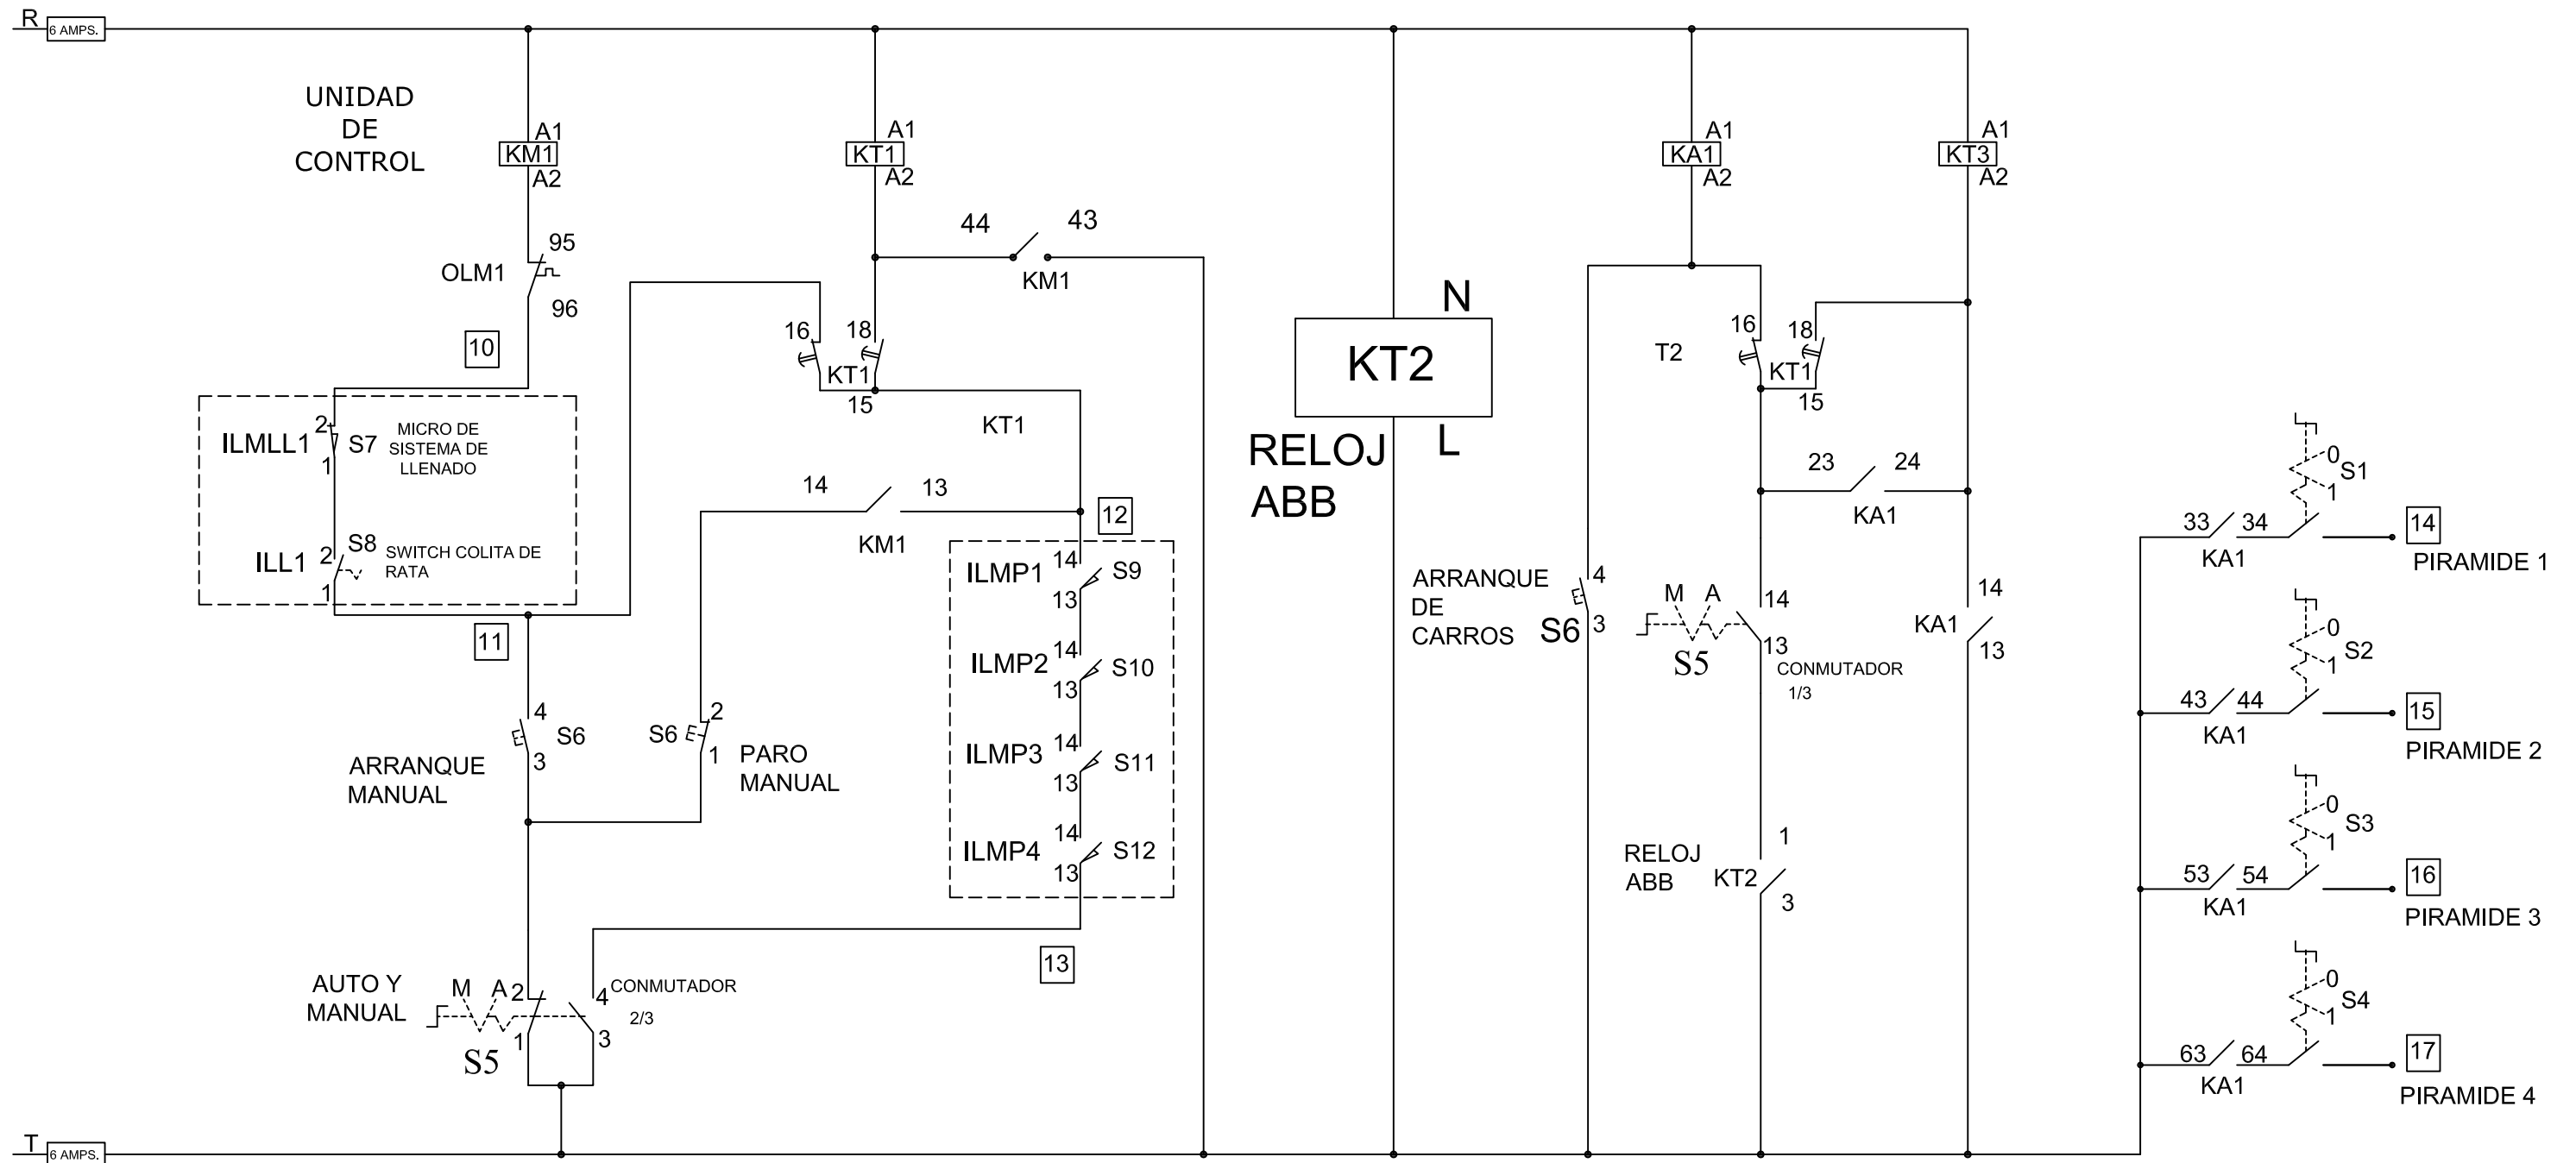 R
6 AMPS.
UNIDAD
DE
CONTROL
A1
KM1
A2
95
OLM1
96
10
ILMLL1
2
1
S7
MICRO DE
SISTEMA DE
LLENADO
ILL1
2
1
S8
SWITCH COLITA DE
RATA
11
4
S6
3
ARRANQUE
MANUAL
S6
2
1
PARO
MANUAL
AUTO Y
MANUAL
M
A
2
1
S5
4
3
CONMUTADOR
2/3
A1
KT1
A2
44
43
KM1
16
18
KT1
15
KT1
14
13
KM1
12
ILMP1
14
13
S9
ILMP2
14
13
S10
ILMP3
14
13
S11
ILMP4
14
13
S12
13
N
KT2
L
RELOJ
ABB
A1
KA1
A2
A1
KT3
A2
T2
16
18
KT1
15
23
24
KA1
ARRANQUE
DE
CARROS
4
S6
3
M
A
S5
14
13
CONMUTADOR
1/3
14
KA1
13
RELOJ
ABB
1
KT2
3
0
S1
1
33
34
KA1
14
PIRAMIDE 1
0
S2
1
43
44
KA1
15
PIRAMIDE 2
0
S3
1
53
54
KA1
16
PIRAMIDE 3
0
S4
1
63
64
KA1
17
PIRAMIDE 4
T
6 AMPS.